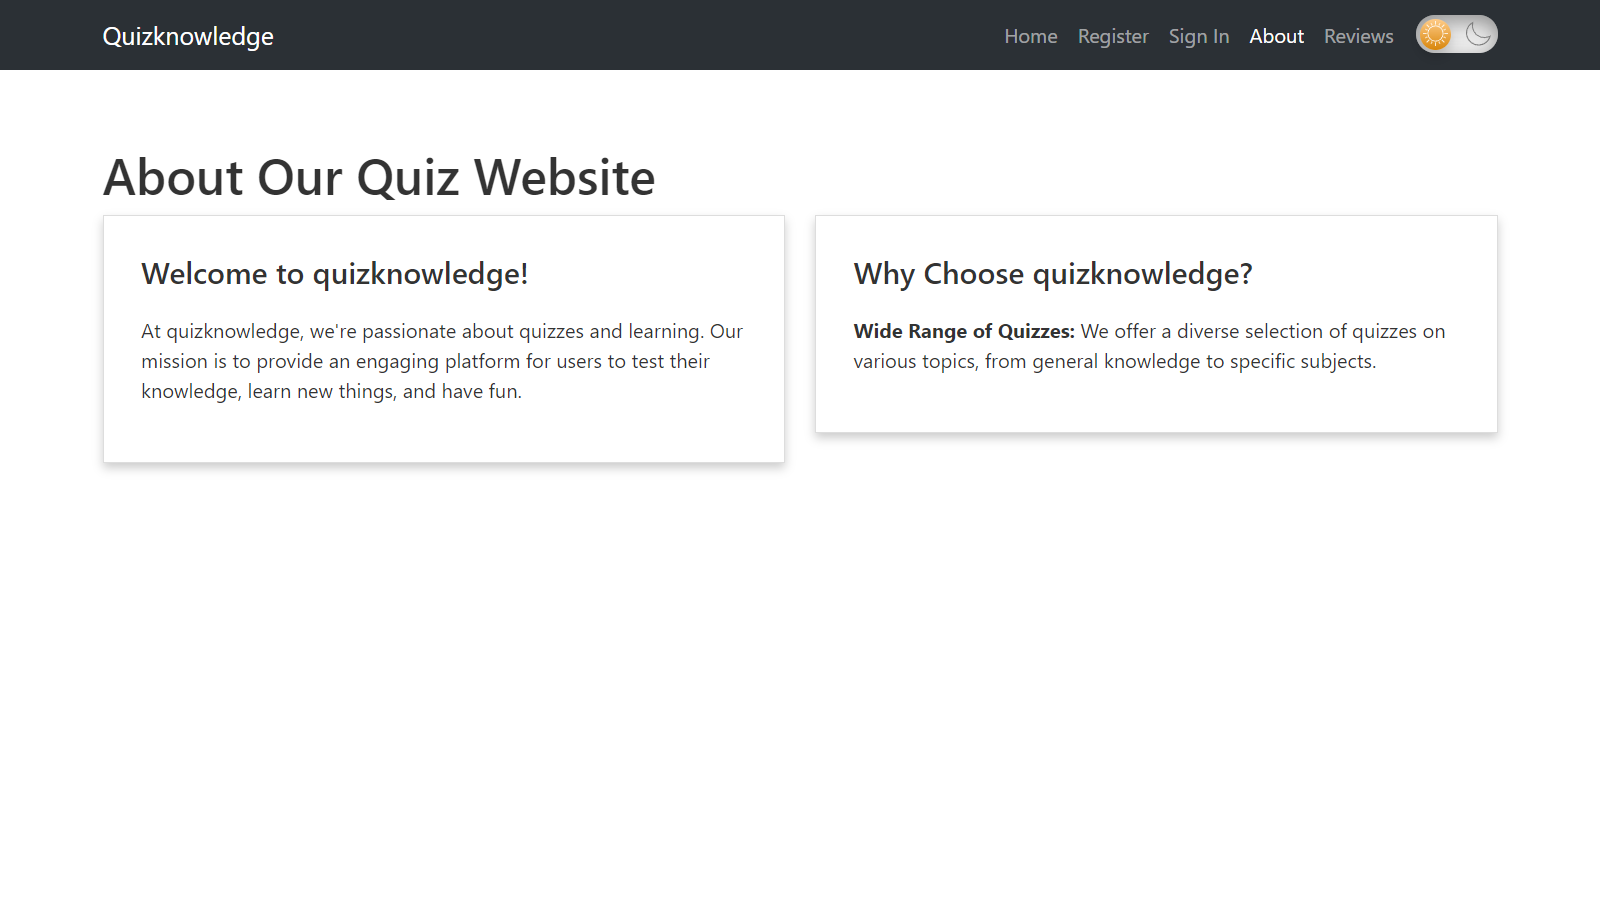 Quizknowledge
Home Register Sign In About Reviews
About Our Quiz Website
Welcome to quizknowledge!
At quizknowledge, we're passionate about quizzes and learning. Our
mission is to provide an engaging platform for users to test their
knowledge, learn new things, and have fun.
Why Choose quizknowledge?
Wide Range of Quizzes: We offer a diverse selection of quizzes on
various topics, from general knowledge to specific subjects.